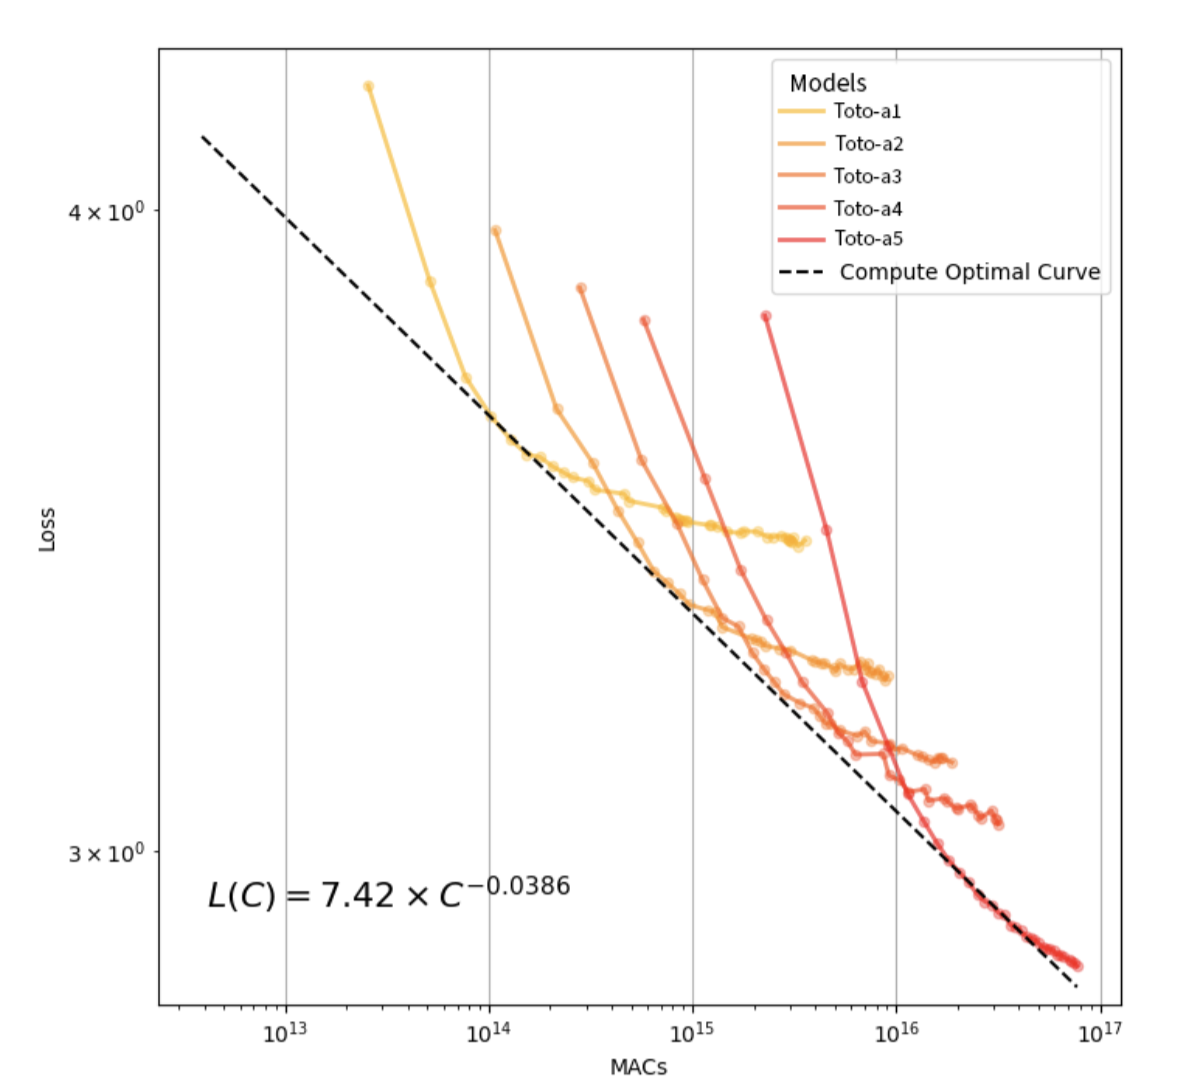 Models
Toto-a1
Toto-a2
Toto-a3
Toto-a4
Toto-a5
Compute Optimal Curve
4 × 10⁰
Loss
3 × 10⁰
L(C) = 7.42 × C⁻⁰·⁰³⁸⁶
10¹³ 10¹⁴ 10¹⁵ 10¹⁶ 10¹⁷
MACs